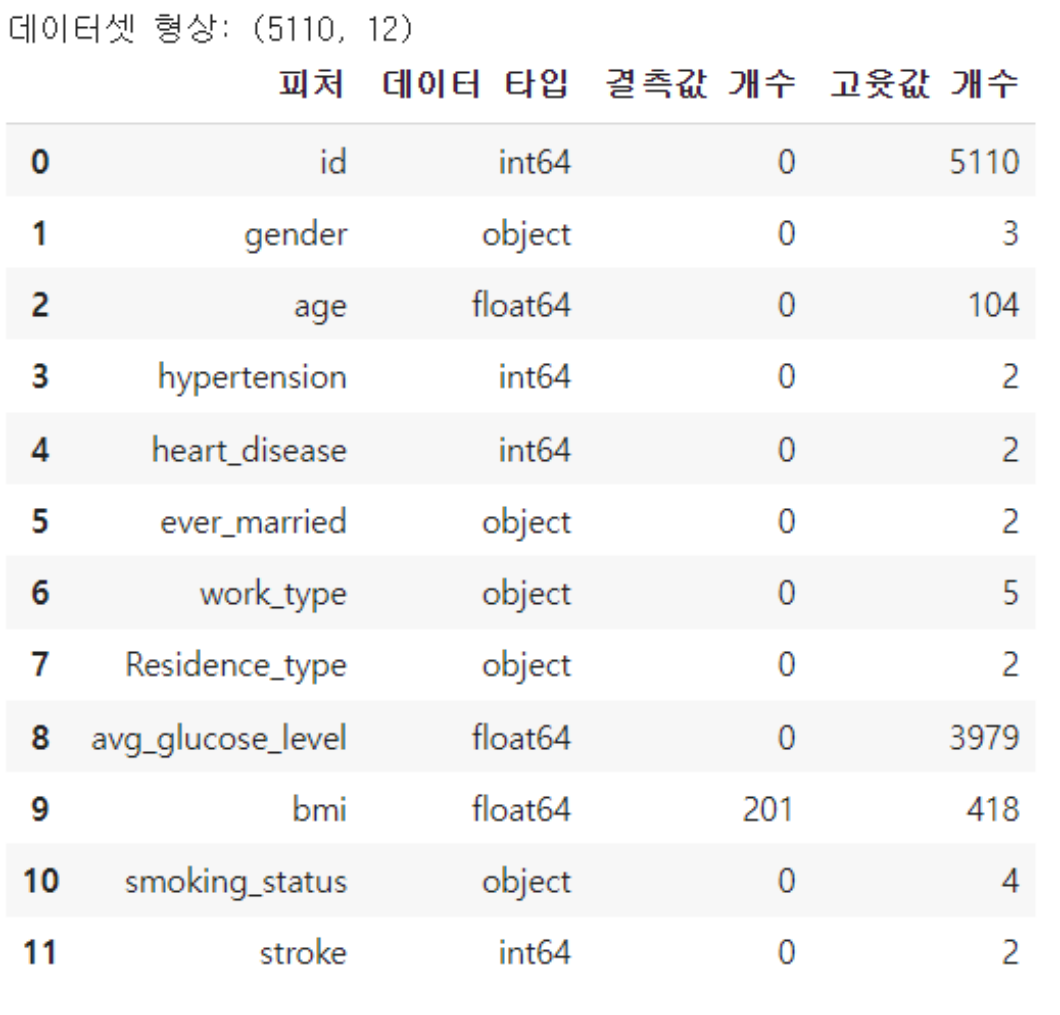 데이터셋 형상: (5110, 12)
피처 데이터 타입 결측값 개수 고윳값 개수
0 id int64 0 5110
1 gender object 0 3
2 age float64 0 104
3 hypertension int64 0 2
4 heart_disease int64 0 2
5 ever_married object 0 2
6 work_type object 0 5
7 Residence_type object 0 2
8 avg_glucose_level float64 0 3979
9 bmi float64 201 418
10 smoking_status object 0 4
11 stroke int64 0 2